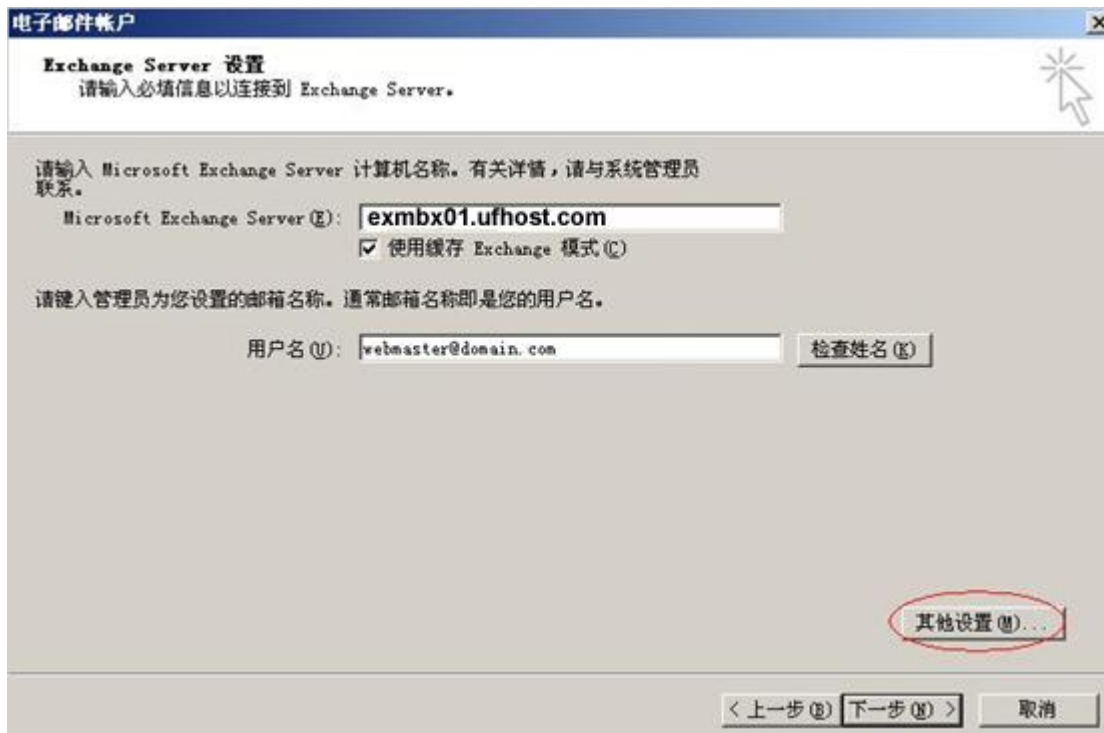 电子邮件帐户
Exchange Server 设置
请输入必填信息以连接到 Exchange Server。
请输入 Microsoft Exchange Server 计算机名称。有关详情，请与系统管理员
联系。
Microsoft Exchange Server(E): exmbx01.ufhost.com
使用缓存 Exchange 模式(C)
请键入管理员为您设置的邮箱名称。通常邮箱名称即是您的用户名。
用户名(U): webmaster@domain.com 检查姓名(K)
其他设置(M)...
< 上一步(B) 下一步(N) > 取消